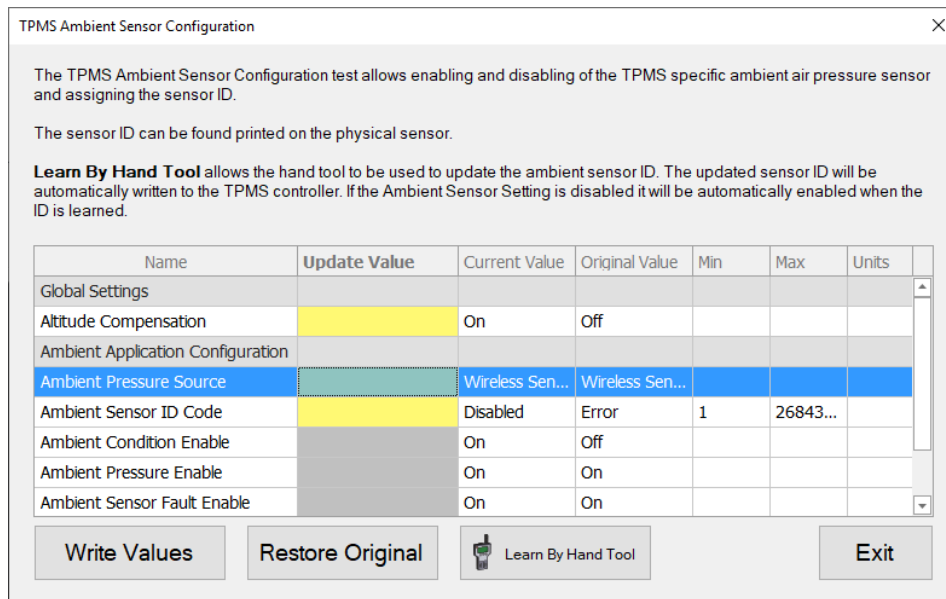 TPMS Ambient Sensor Configuration
The TPMS Ambient Sensor Configuration test allows enabling and disabling of the TPMS specific ambient air pressure sensor
and assigning the sensor ID.
The sensor ID can be found printed on the physical sensor.
Learn By Hand Tool allows the hand tool to be used to update the ambient sensor ID. The updated sensor ID will be
automatically written to the TPMS controller. If the Ambient Sensor Setting is disabled it will be automatically enabled when the
ID is learned.
Name Update Value Current Value Original Value Min Max Units
Global Settings
Altitude Compensation On Off
Ambient Application Configuration
Ambient Pressure Source Wireless Sen... Wireless Sen...
Ambient Sensor ID Code Disabled Error 1 26843...
Ambient Condition Enable On Off
Ambient Pressure Enable On On
Ambient Sensor Fault Enable On On
Write Values Restore Original Learn By Hand Tool Exit